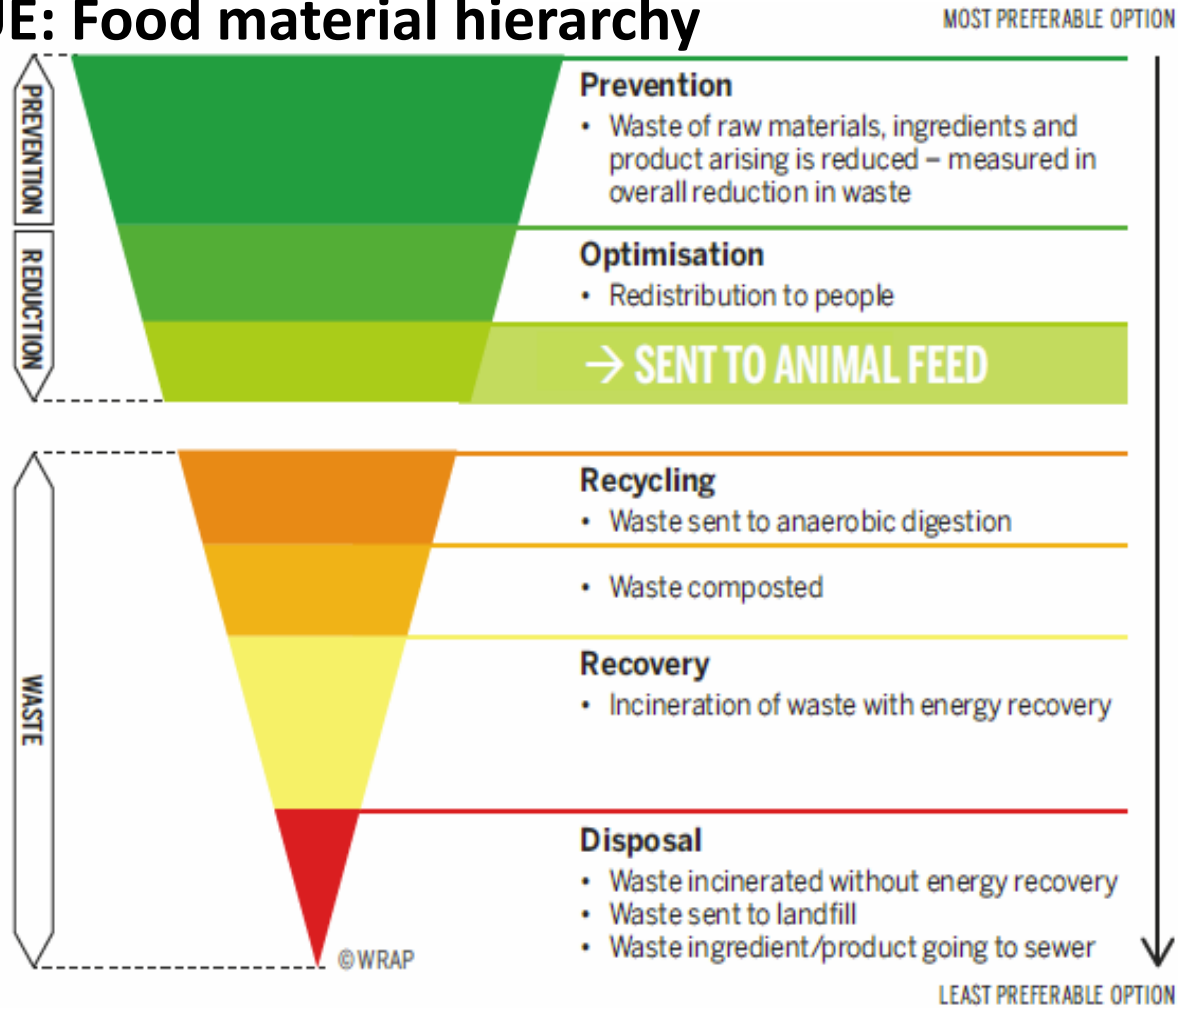 UE: Food material hierarchy
MOST PREFERABLE OPTION
PREVENTION
Prevention
• Waste of raw materials, ingredients and
product arising is reduced – measured in
overall reduction in waste
REDUCTION
Optimisation
• Redistribution to people
→ SENT TO ANIMAL FEED
WASTE
Recycling
• Waste sent to anaerobic digestion
• Waste composted
Recovery
• Incineration of waste with energy recovery
Disposal
• Waste incinerated without energy recovery
• Waste sent to landfill
• Waste ingredient/product going to sewer
©WRAP
LEAST PREFERABLE OPTION